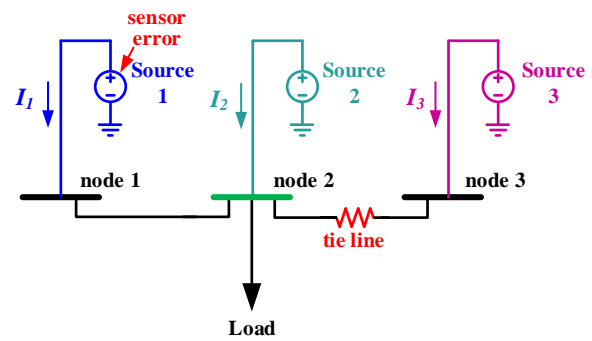 sensor
error
Source
1
Source
2
Source
3
I1
I2
I3
node 1
node 2
node 3
tie line
Load